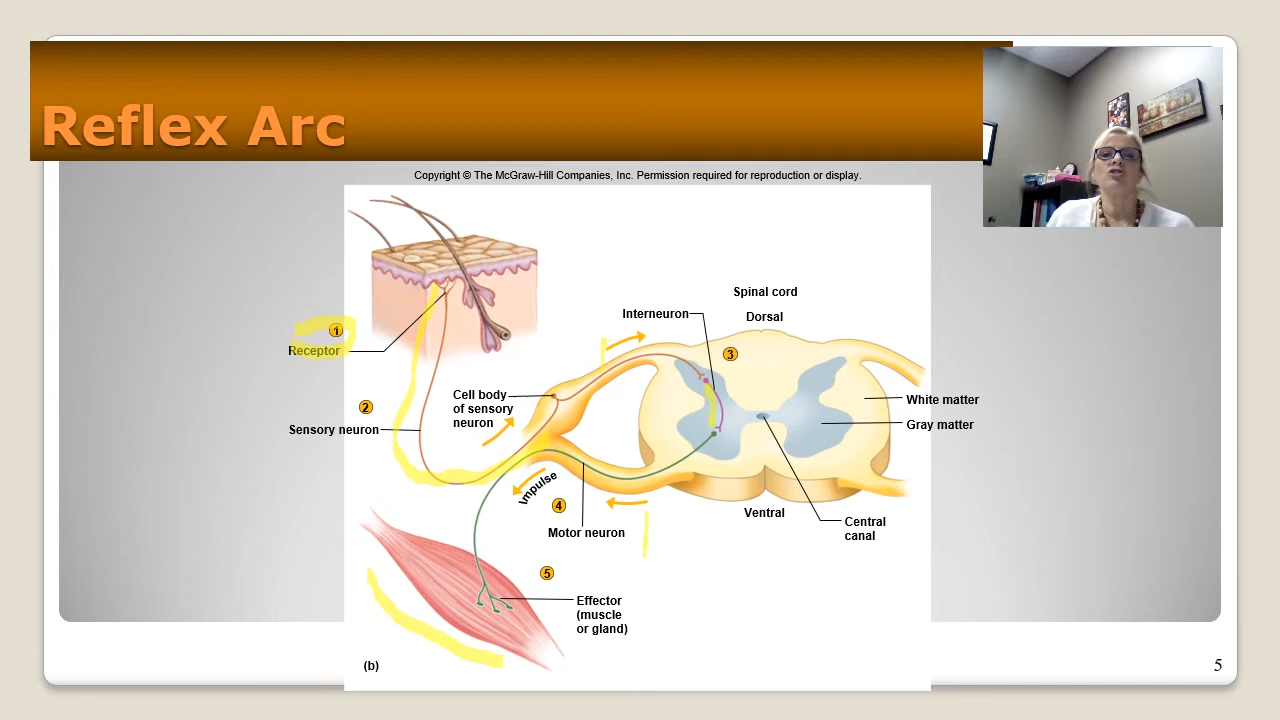 Reflex Arc
Copyright © The McGraw-Hill Companies, Inc. Permission required for reproduction or display.
Spinal cord
Interneuron
Dorsal
1
Receptor
3
Cell body
of sensory
neuron
White matter
2
Gray matter
Sensory neuron
Impulse
4
Ventral
Central
canal
Motor neuron
5
Effector
(muscle
or gland)
(b)
5